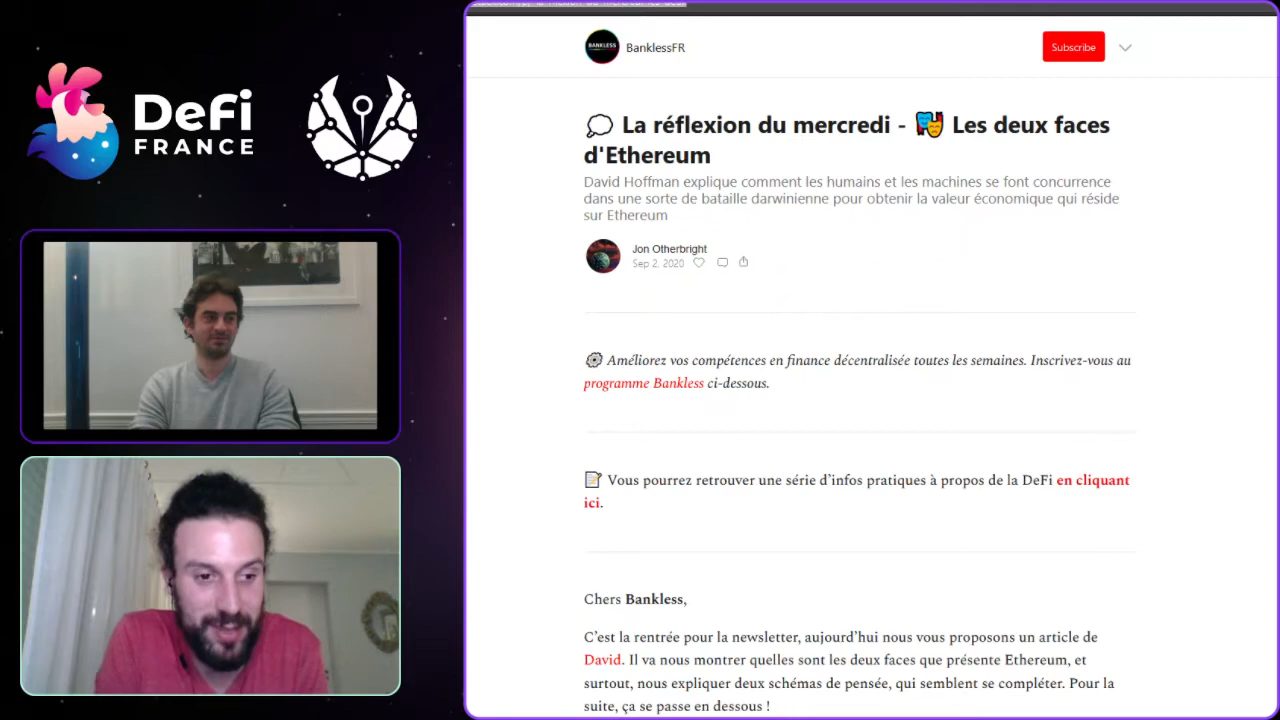 DeFi
FRANCE
BANKLESS
BanklessFR
Subscribe
La réflexion du mercredi - Les deux faces
d'Ethereum
David Hoffman explique comment les humains et les machines se font concurrence
dans une sorte de bataille darwinienne pour obtenir la valeur économique qui réside
sur Ethereum
Jon Otherbright
Sep 2, 2020
Améliorez vos compétences en finance décentralisée toutes les semaines. Inscrivez-vous au
programme Bankless ci-dessous.
Vous pourrez retrouver une série d’infos pratiques à propos de la DeFi en cliquant
ici.
Chers Bankless,
C’est la rentrée pour la newsletter, aujourd’hui nous vous proposons un article de
David. Il va nous montrer quelles sont les deux faces que présente Ethereum, et
surtout, nous expliquer deux schémas de pensée, qui semblent se compléter. Pour la
suite, ça se passe en dessous !